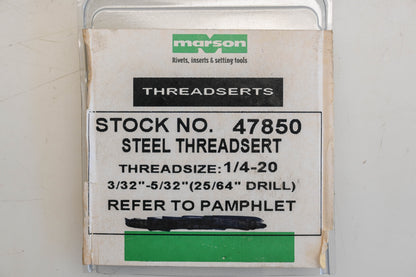 marson
Rivets, inserts & setting tools
THREADSERTS
STOCK NO. 47850
STEEL THREADSERT
THREADSIZE: 1/4-20
3/32"-5/32"(25/64" DRILL)
REFER TO PAMPHLET